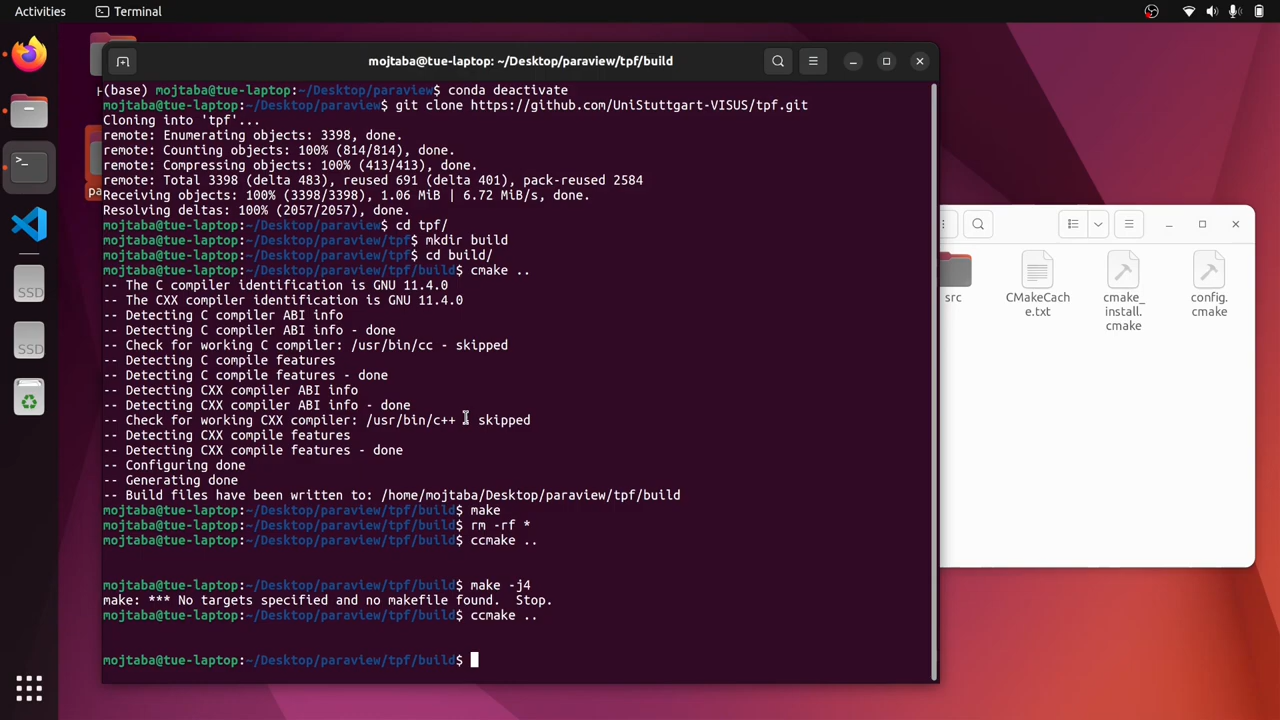 Activities
Terminal
mojtaba@tue-laptop: ~/Desktop/paraview/tpf/build
(base) mojtaba@tue-laptop:~/Desktop/paraview$ conda deactivate
mojtaba@tue-laptop:~/Desktop/paraview$ git clone https://github.com/UniStuttgart-VISUS/tpf.git
Cloning into 'tpf'...
remote: Enumerating objects: 3398, done.
remote: Counting objects: 100% (814/814), done.
remote: Compressing objects: 100% (413/413), done.
remote: Total 3398 (delta 483), reused 691 (delta 401), pack-reused 2584
Receiving objects: 100% (3398/3398), 1.06 MiB | 6.72 MiB/s, done.
Resolving deltas: 100% (2057/2057), done.
mojtaba@tue-laptop:~/Desktop/paraview$ cd tpf/
mojtaba@tue-laptop:~/Desktop/paraview/tpf$ mkdir build
mojtaba@tue-laptop:~/Desktop/paraview/tpf$ cd build/
mojtaba@tue-laptop:~/Desktop/paraview/tpf/build$ cmake ..
-- The C compiler identification is GNU 11.4.0
-- The CXX compiler identification is GNU 11.4.0
-- Detecting C compiler ABI info
-- Detecting C compiler ABI info - done
-- Check for working C compiler: /usr/bin/cc - skipped
-- Detecting C compile features
-- Detecting C compile features - done
-- Detecting CXX compiler ABI info
-- Detecting CXX compiler ABI info - done
-- Check for working CXX compiler: /usr/bin/c++ - skipped
-- Detecting CXX compile features
-- Detecting CXX compile features - done
-- Configuring done
-- Generating done
-- Build files have been written to: /home/mojtaba/Desktop/paraview/tpf/build
mojtaba@tue-laptop:~/Desktop/paraview/tpf/build$ make
mojtaba@tue-laptop:~/Desktop/paraview/tpf/build$ rm -rf *
mojtaba@tue-laptop:~/Desktop/paraview/tpf/build$ ccmake ..
mojtaba@tue-laptop:~/Desktop/paraview/tpf/build$ make -j4
make: *** No targets specified and no makefile found.  Stop.
mojtaba@tue-laptop:~/Desktop/paraview/tpf/build$ ccmake ..
mojtaba@tue-laptop:~/Desktop/paraview/tpf/build$
pa
SSD
SSD
src
CMakeCac
he.txt
cmake_
install.
cmake
config.
cmake